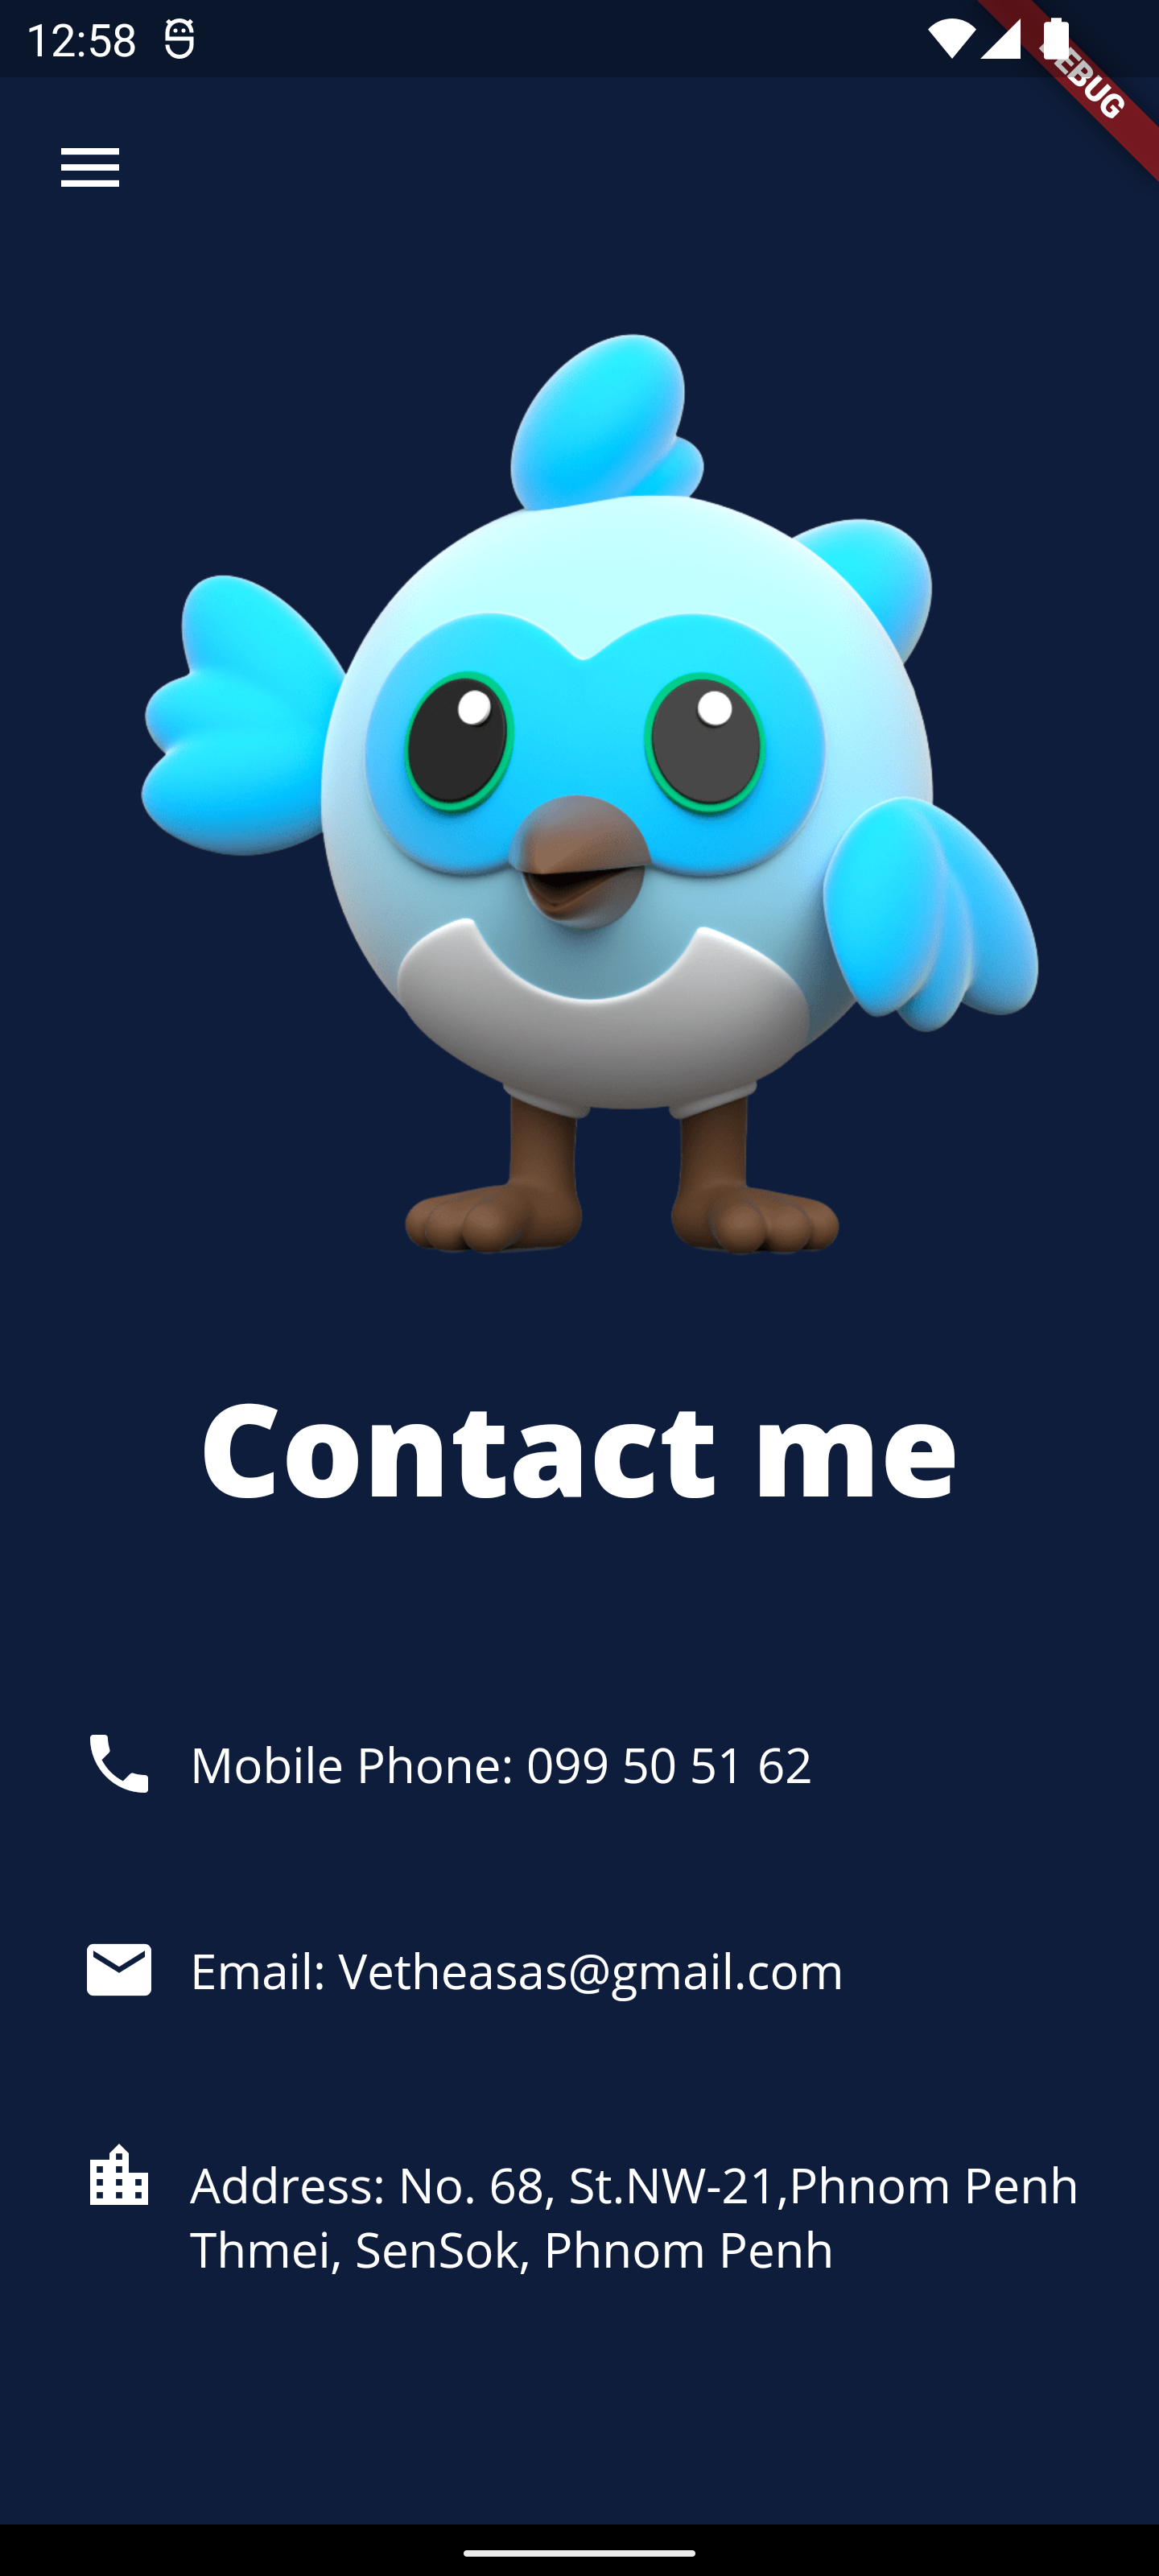 12:58
DEBUG
Contact me
Mobile Phone: 099 50 51 62
Email: Vetheasas@gmail.com
Address: No. 68, St.NW-21,Phnom Penh
Thmei, SenSok, Phnom Penh